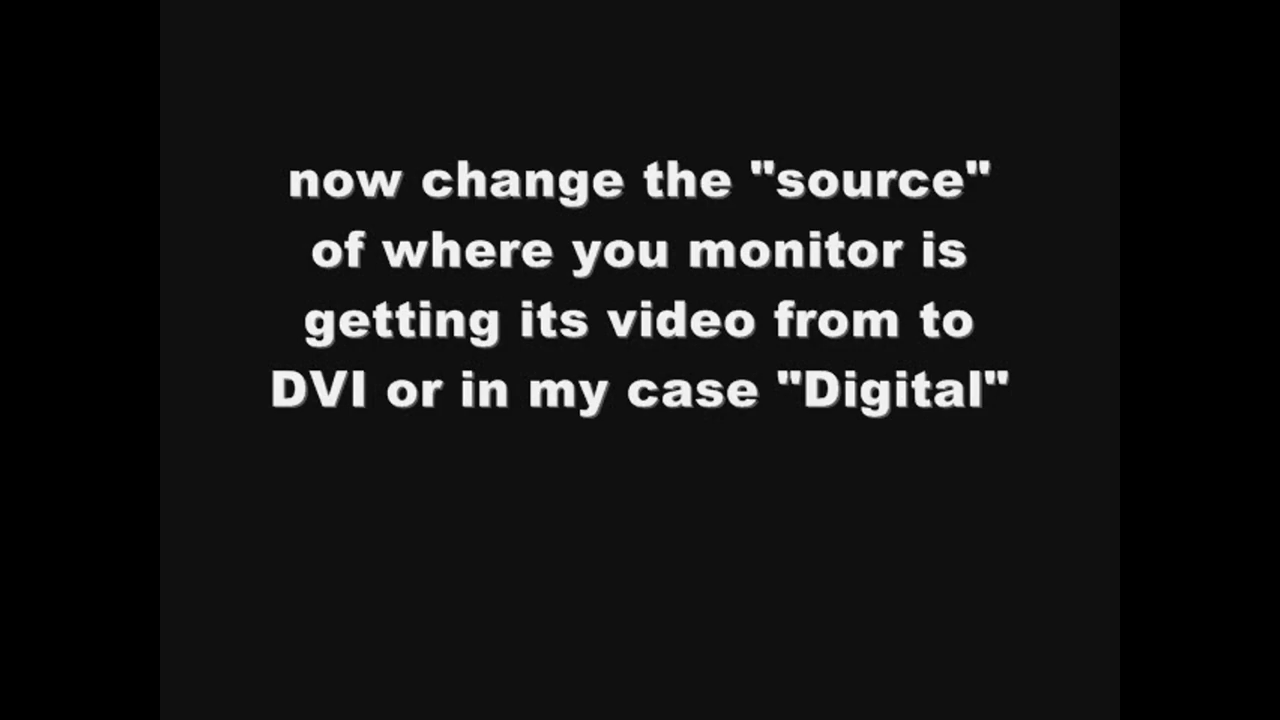 now change the "source"
of where you monitor is
getting its video from to
DVI or in my case "Digital"